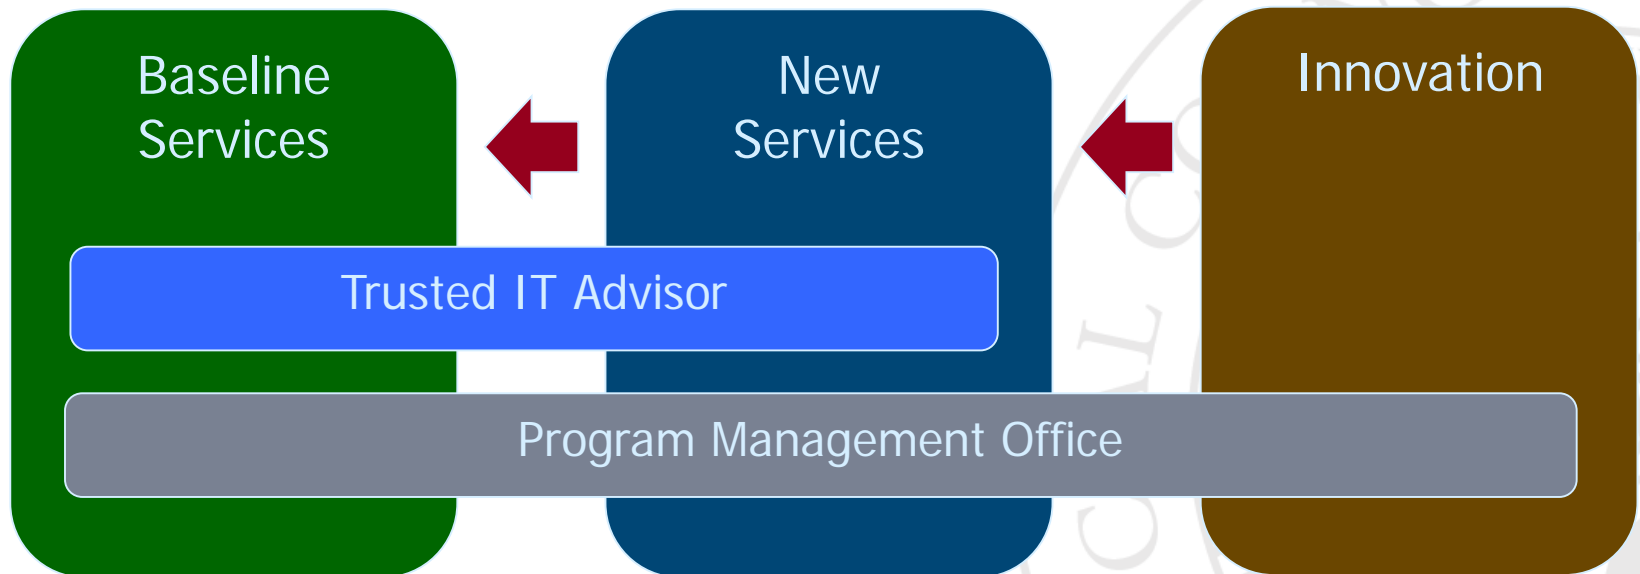 Baseline
Services
New
Services
Innovation
Trusted IT Advisor
Program Management Office